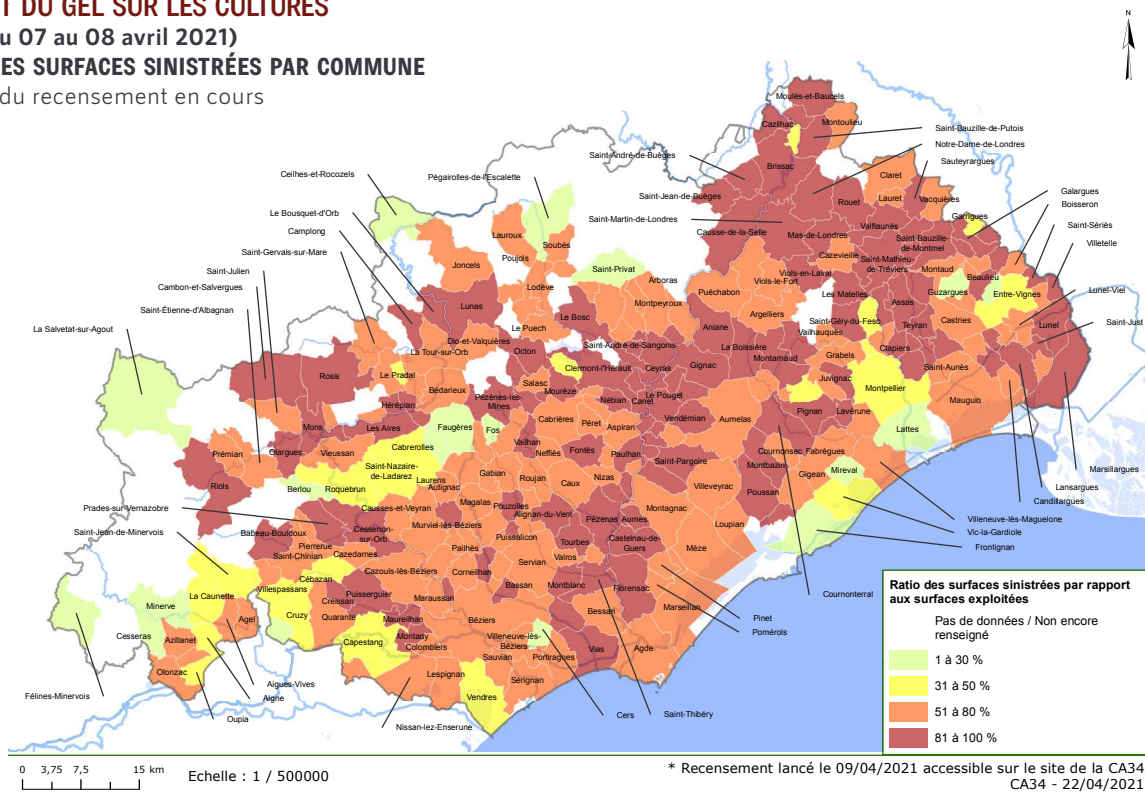 T DU GEL SUR LES CULTURES
u 07 au 08 avril 2021)
ES SURFACES SINISTRÉES PAR COMMUNE
du recensement en cours
N
Moulès-et-Baucels
Cazilhac
Montoulieu
Saint-Bauzille-de-Putois
Notre-Dame-de-Londres
Sauteyrargues
Saint-André-de-Buèges
Brissac
Claret
Ceilhes-et-Rocozels
Pégairolles-de-l'Escalette
Saint-Jean-de-Buèges
Rouet
Lauret
Vacquières
Galargues
Boisseron
Le Bousquet-d'Orb
Camplong
Saint-Martin-de-Londres
Garrigues
Saint-Sériès
Villetelle
Lauroux
Soubès
Causse-de-la-Selle
Mas-de-Londres
Valflaunès
Saint-Bauzille-
de-Montmel
Saint-Gervais-sur-Mare
Saint-Julien
Joncels
Poujols
Cazevieille
Saint-Mathieu-
de-Tréviers
Montaud
Beaulieu
Cambon-et-Salvergues
Saint-Privat
Arboras
Viols-en-Laval
Viols-le-Fort
Lodève
Puéchabon
Les Matelles
Guzargues
Entre-Vignes
Lunel-Viel
Saint-Étienne-d'Albagnan
Lunas
Montpeyroux
Argelliers
Assas
La Salvetat-sur-Agout
Le Puech
Le Bosc
Aniane
Saint-Gély-du-Fesc
Teyran
Castries
Lunel
Saint-Just
Dio-et-Valquières
Vailhauquès
La Tour-sur-Orb
Octon
Saint-André-de-Sangonis
La Boissière
Clapiers
Rosis
Le Pradal
Clermont-l'Hérault
Ceyras
Gignac
Montarnaud
Grabels
Saint-Aunès
Salasc
Mourèze
Bédarieux
Juvignac
Montpellier
Pézènes-les-
Mines
Nébian
Canet
Le Pouget
Mauguio
Hérépian
Pignan
Lavérune
Mons
Les Aires
Faugères
Fos
Cabrières
Péret
Aspiran
Vendémian
Aumelas
Lattes
Prémian
Olargues
Vieussan
Cabrerolles
Vailhan
Neffiès
Fontès
Paulhan
Cournonsec
Fabrègues
Saint-Nazaire-
de-Ladarez
Laurens
Saint-Pargoire
Montbazin
Gigean
Mireval
Marsillargues
Riols
Berlou
Roquebrun
Autignac
Gabian
Roujan
Caux
Nizas
Villeveyrac
Poussan
Lansargues
Candillargues
Prades-sur-Vernazobre
Causses-et-Veyran
Magalas
Pouzolles
Alignan-du-Vent
Montagnac
Loupian
Villeneuve-lès-Maguelone
Vic-la-Gardiole
Frontignan
Saint-Jean-de-Minervois
Babeau-Bouldoux
Cessenon-
sur-Orb
Murviel-lès-Béziers
Puissalicon
Pézenas
Aumes
Castelnau-de-
Guers
Pierrerue
Saint-Chinian
Cazedarnes
Pailhès
Servian
Tourbes
Valros
Mèze
Cébazan
Cazouls-lès-Béziers
Corneilhan
Bassan
Montblanc
Florensac
La Caunette
Villespassans
Puisserguier
Creissan
Maraussan
Marseillan
Pinet
Pomérols
Cournonterral
Minerve
Agel
Cruzy
Quarante
Maureilhan
Béziers
Bessan
Cesseras
Azillanet
Capestang
Montady
Colombiers
Villeneuve-lès-
Béziers
Vias
Agde
Olonzac
Lespignan
Sauvian
Portiragnes
Sérignan
Félines-Minervois
Aigues-Vives
Aigne
Vendres
Oupia
Nissan-lez-Enserune
Cers
Saint-Thibéry
Ratio des surfaces sinistrées par rapport
aux surfaces exploitées
Pas de données / Non encore
renseigné
1 à 30 %
31 à 50 %
51 à 80 %
81 à 100 %
0 3,75 7,5 15 km
Echelle : 1 / 500000
* Recensement lancé le 09/04/2021 accessible sur le site de la CA34
CA34 - 22/04/2021